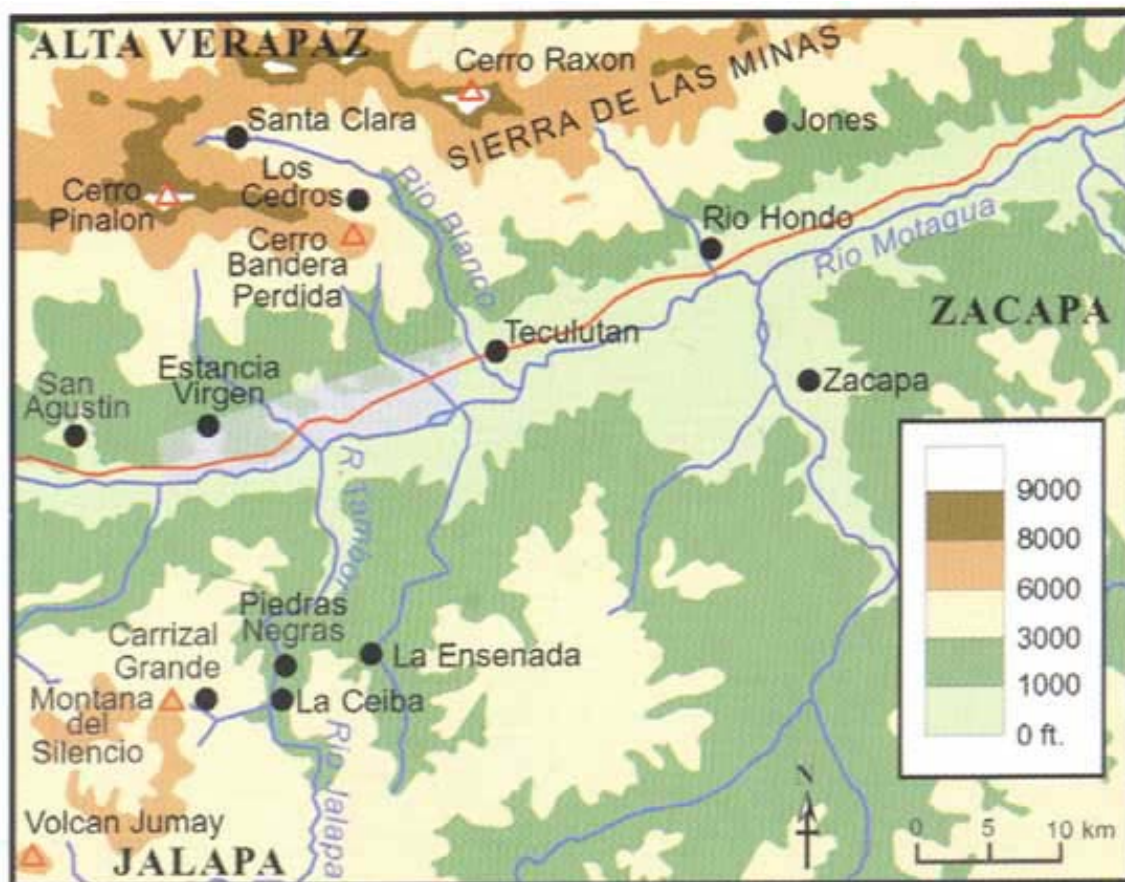 ALTA VERAPAZ
Cerro Raxon
SIERRA DE LAS MINAS
Santa Clara
Jones
Los
Cedros
Cerro
Pinalon
Rio Blanco
Rio Hondo
Rio Motagua
Cerro
Bandera
Perdida
ZACAPA
Teculutan
Estancia
Virgen
San
Agustin
Zacapa
R. Tambor
9000
8000
6000
3000
1000
0 ft.
Piedras
Negras
Carrizal
Grande
La Ensenada
Montana
del
Silencio
La Ceiba
Rio Jalapa
N
0 5 10 km
Volcan Jumay
JALAPA